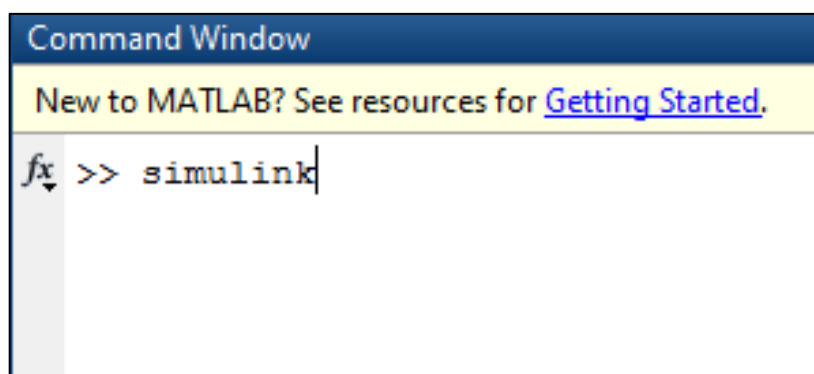 Command Window
New to MATLAB? See resources for Getting Started.
fx >> simulink